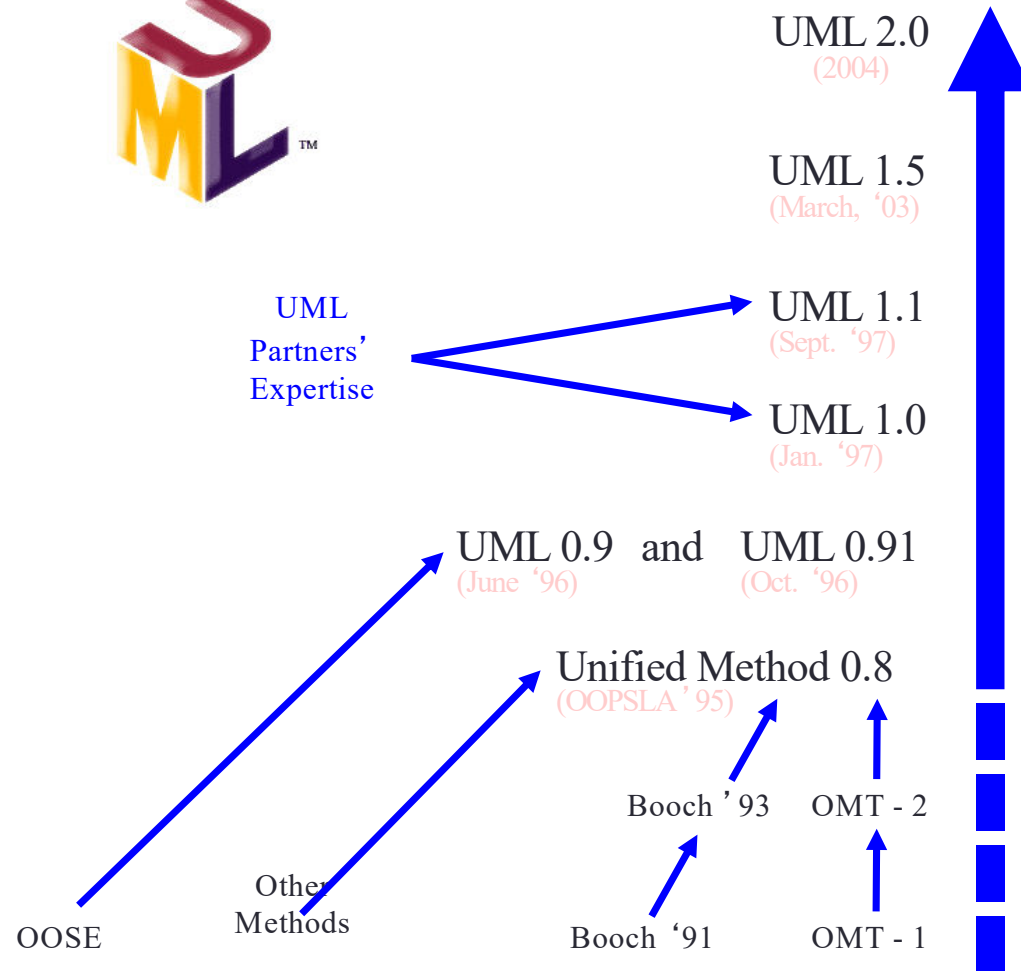 UML
TM
UML 2.0
(2004)
UML 1.5
(March, ‘03)
UML
Partners’
Expertise
UML 1.1
(Sept. ‘97)
UML 1.0
(Jan. ‘97)
UML 0.9 and UML 0.91
(June ‘96) (Oct. ‘96)
Unified Method 0.8
(OOPSLA ’95)
Booch ’93 OMT - 2
Other
Methods
OOSE
Booch ‘91 OMT - 1